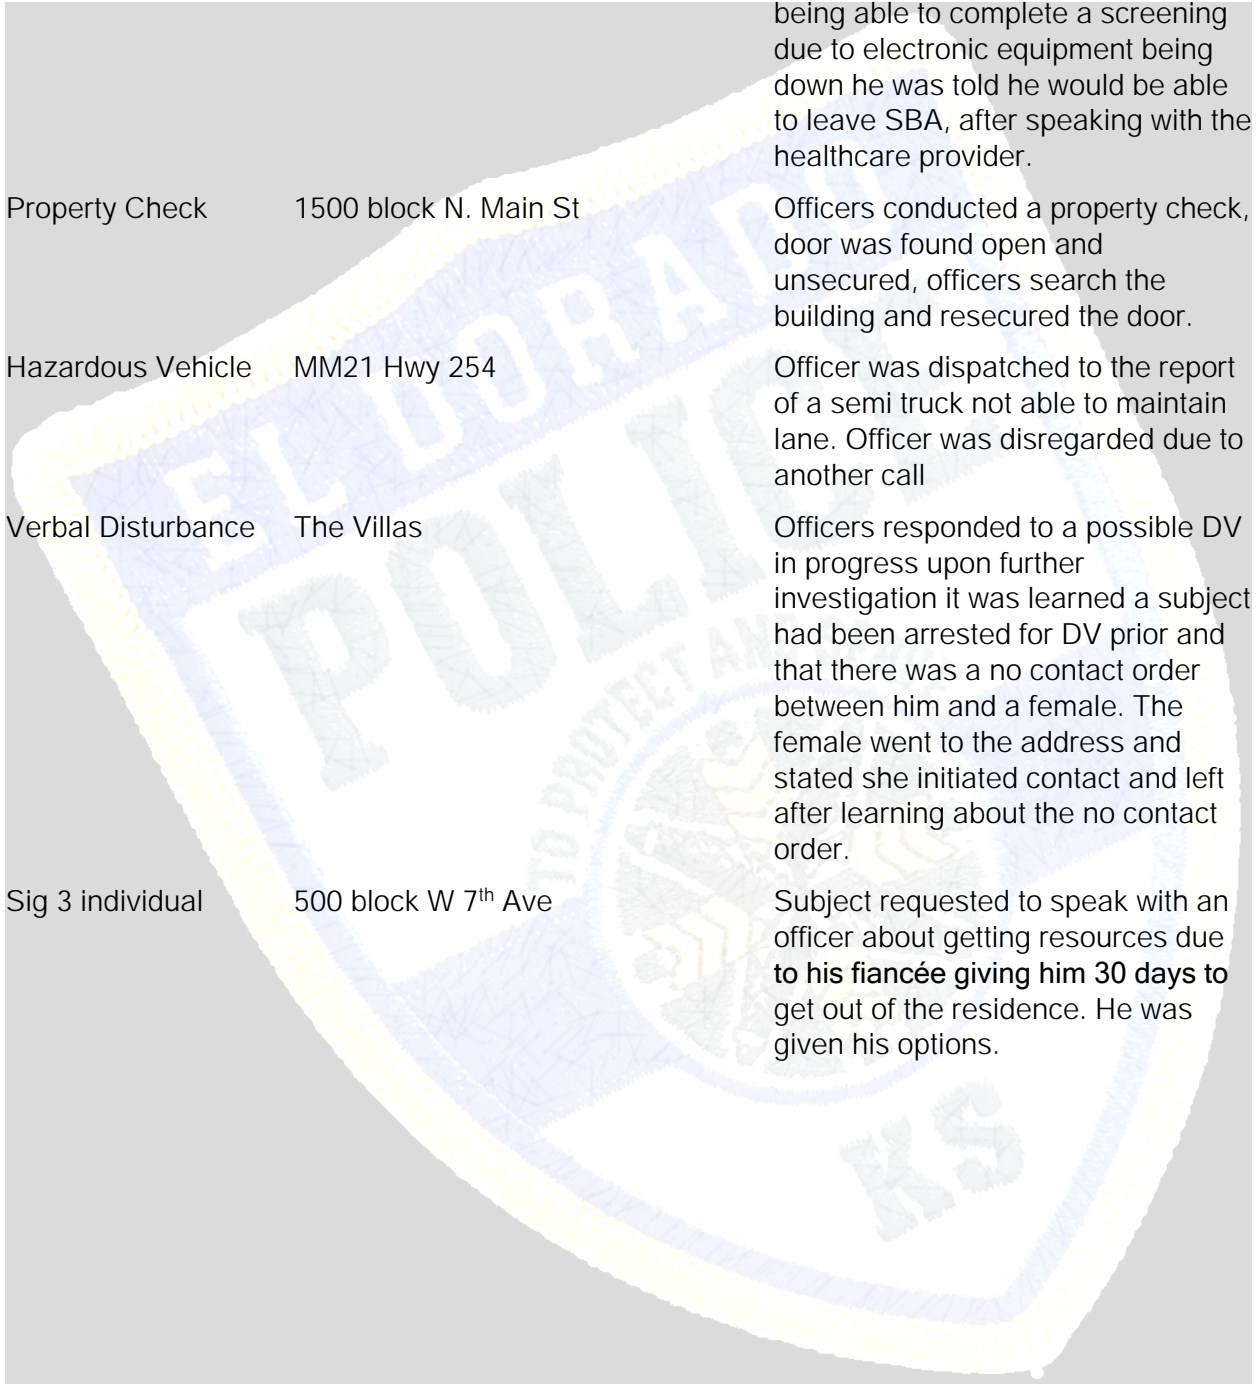 being able to complete a screening
due to electronic equipment being
down he was told he would be able
to leave SBA, after speaking with the
healthcare provider.
Property Check 1500 block N. Main St Officers conducted a property check,
door was found open and
unsecured, officers search the
building and resecured the door.
Hazardous Vehicle MM21 Hwy 254 Officer was dispatched to the report
of a semi truck not able to maintain
lane. Officer was disregarded due to
another call
Verbal Disturbance The Villas Officers responded to a possible DV
in progress upon further
investigation it was learned a subject
had been arrested for DV prior and
that there was a no contact order
between him and a female. The
female went to the address and
stated she initiated contact and left
after learning about the no contact
order.
Sig 3 individual 500 block W 7th Ave Subject requested to speak with an
officer about getting resources due
to his fiancée giving him 30 days to
get out of the residence. He was
given his options.
EL DORADO
POLICE
TO PROTECT AND SERVE
KS